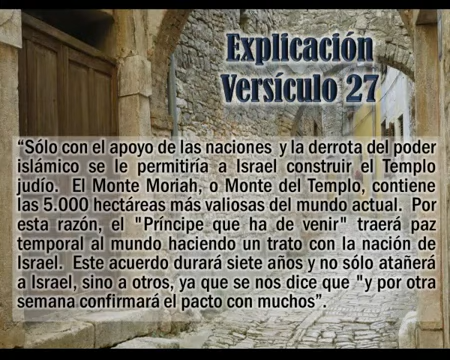 Explicación
Versículo 27
“Sólo con el apoyo de las naciones y la derrota del poder
islámico se le permitiría a Israel construir el Templo
judío. El Monte Moriah, o Monte del Templo, contiene
las 5.000 hectáreas más valiosas del mundo actual. Por
esta razón, el "Príncipe que ha de venir" traerá paz
temporal al mundo haciendo un trato con la nación de
Israel. Este acuerdo durará siete años y no sólo atañerá
a Israel, sino a otros, ya que se nos dice que "y por otra
semana confirmará el pacto con muchos”.